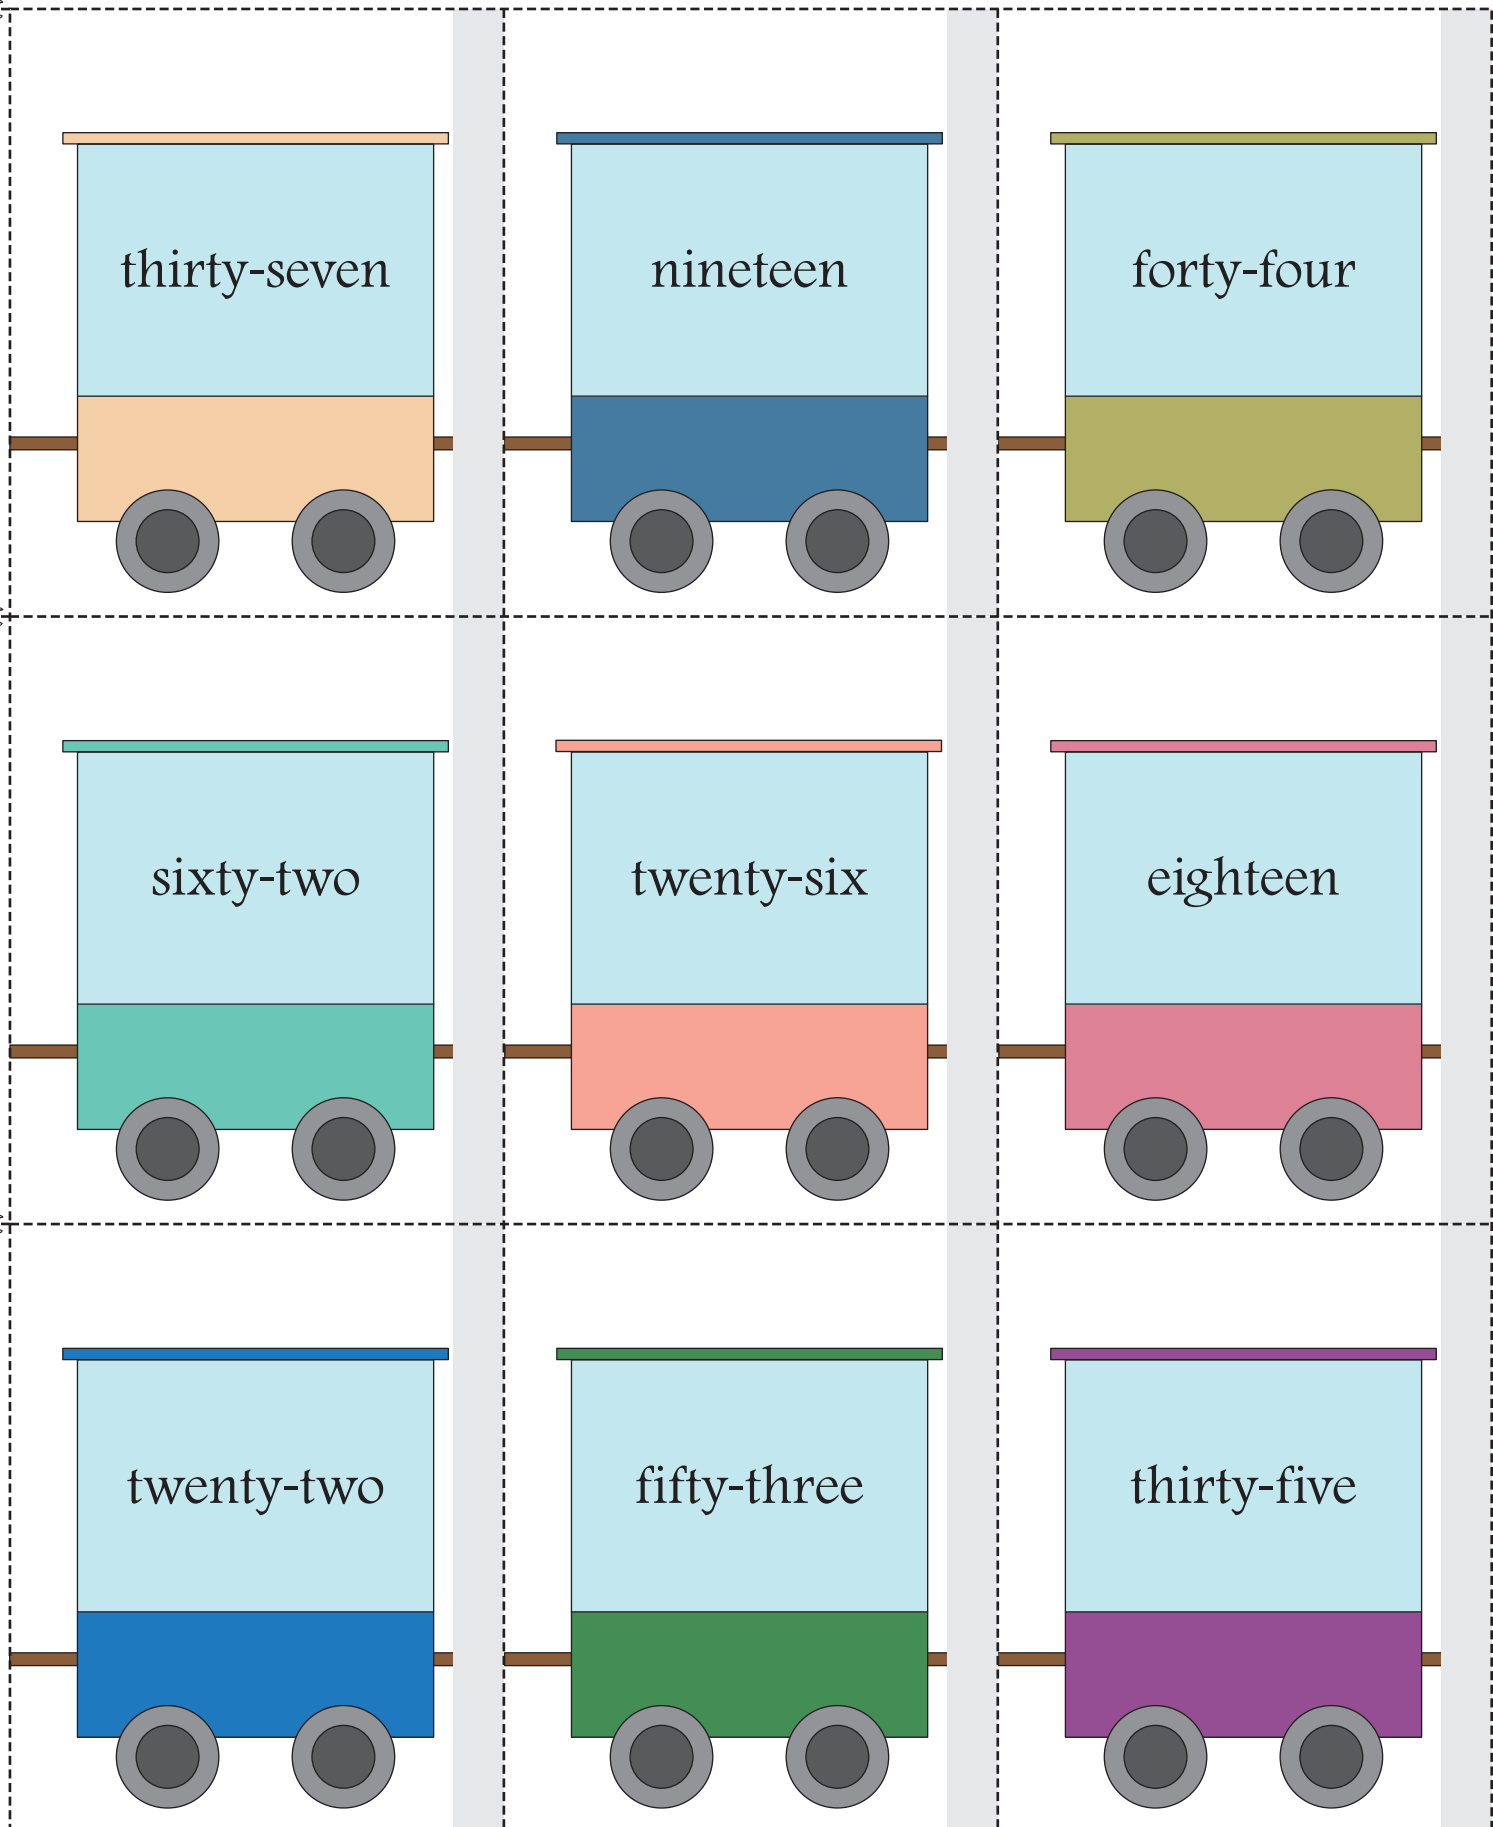 thirty-seven
nineteen
forty-four
sixty-two
twenty-six
eighteen
twenty-two
fifty-three
thirty-five